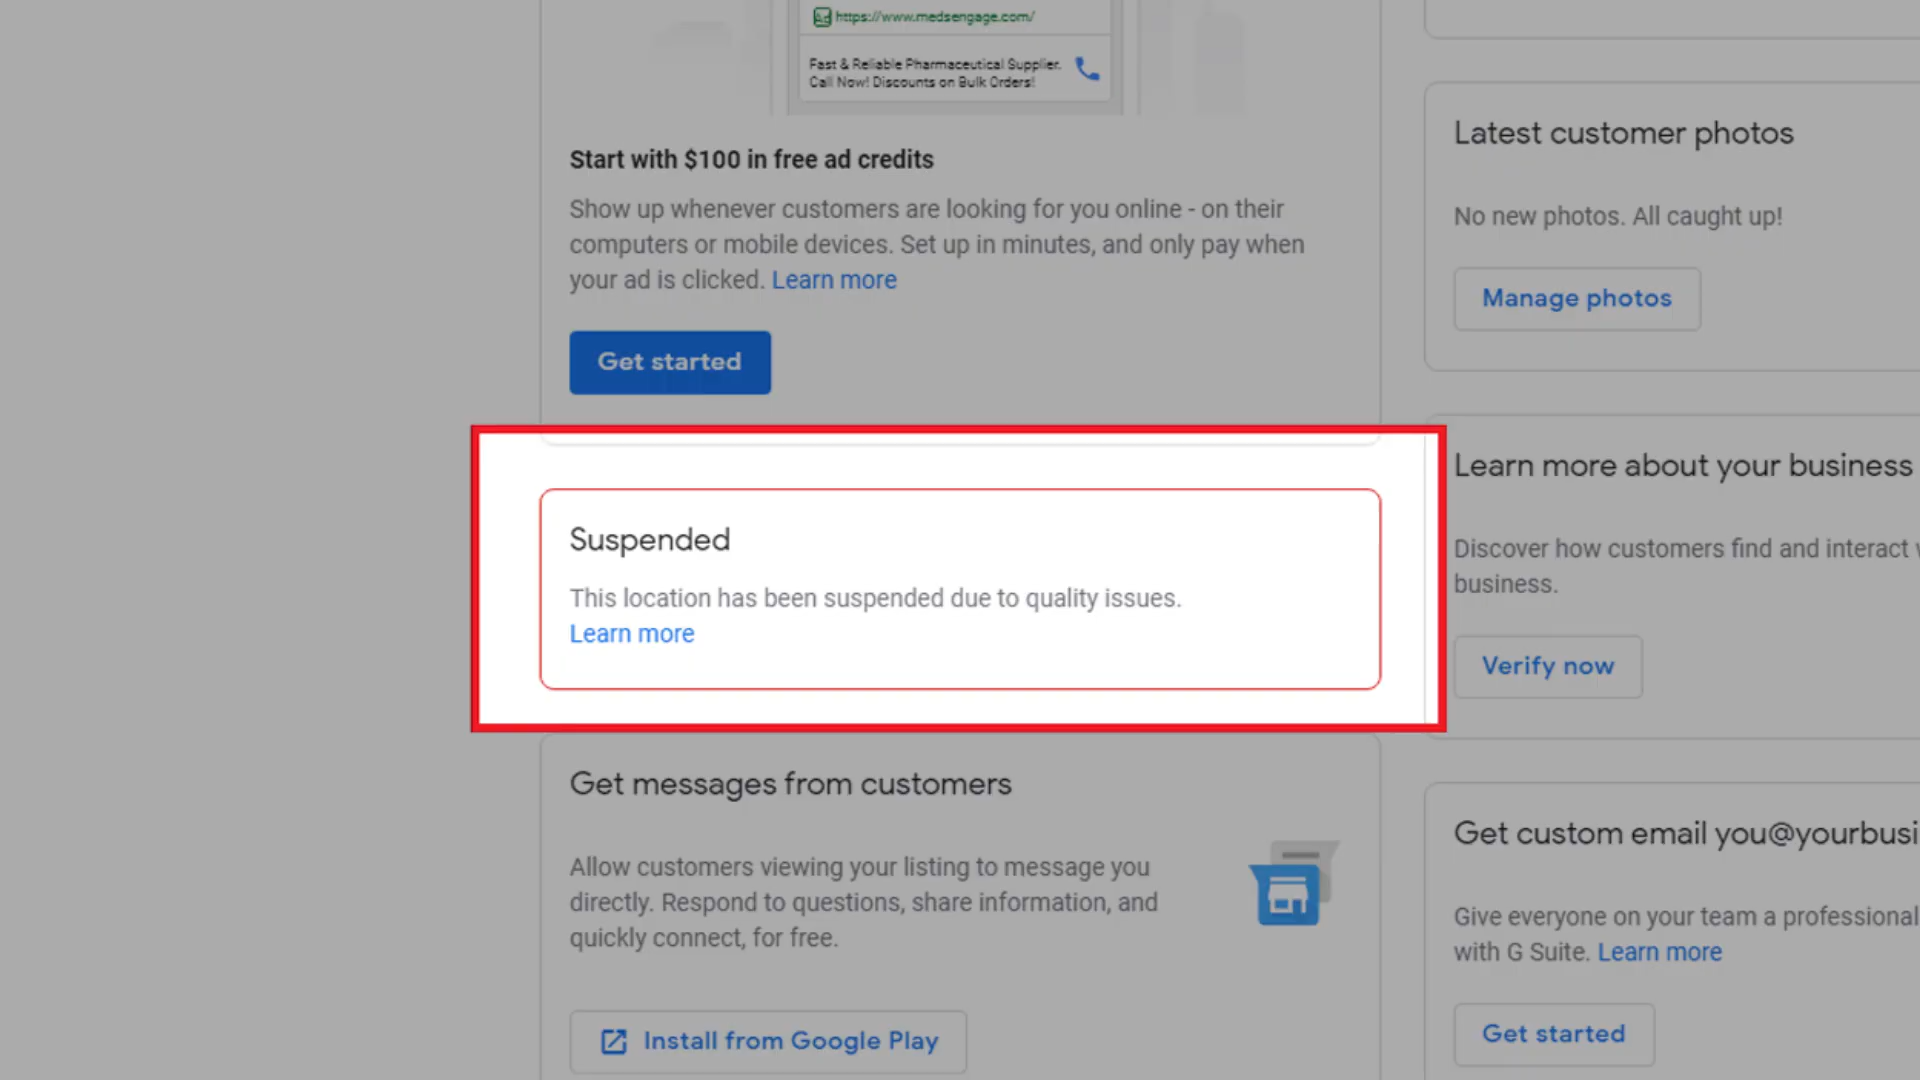 https://www.medsengage.com/
Fast & Reliable Pharmaceutical Supplier.
Call Now! Discounts on Bulk Orders!
Start with $100 in free ad credits
Show up whenever customers are looking for you online - on their
computers or mobile devices. Set up in minutes, and only pay when
your ad is clicked. Learn more
Get started
Suspended
This location has been suspended due to quality issues.
Learn more
Get messages from customers
Allow customers viewing your listing to message you
directly. Respond to questions, share information, and
quickly connect, for free.
Install from Google Play
Latest customer photos
No new photos. All caught up!
Manage photos
Learn more about your business
Discover how customers find and interact
business.
Verify now
Get custom email you@yourbusi
Give everyone on your team a professional
with G Suite. Learn more
Get started